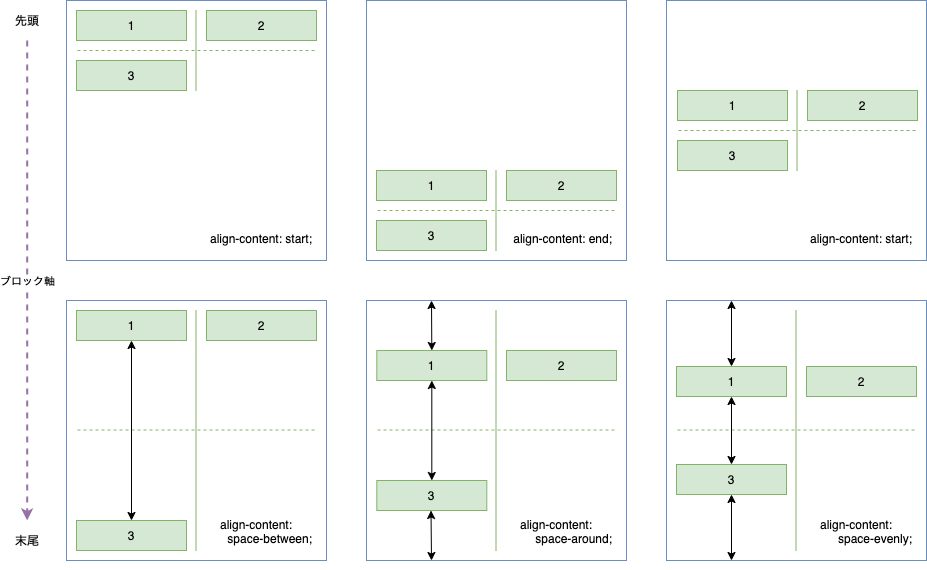 先頭
1
2
3
align-content: start;
1
2
3
align-content: end;
1
2
3
align-content: start;
ブロック軸
1
2
3
align-content:
space-between;
1
2
3
align-content:
space-around;
1
2
3
align-content:
space-evenly;
末尾